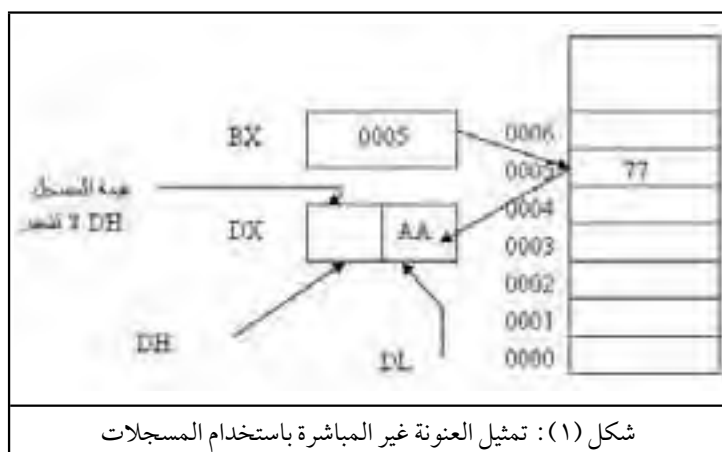 BX 0005
0006
0005 77
0004
0003
0002
0001
0000
قيمة المسجل
DH لا تتغير
DX AA
DH
DL
شكل (١): تمثيل العنونة غير المباشرة باستخدام المسجلات